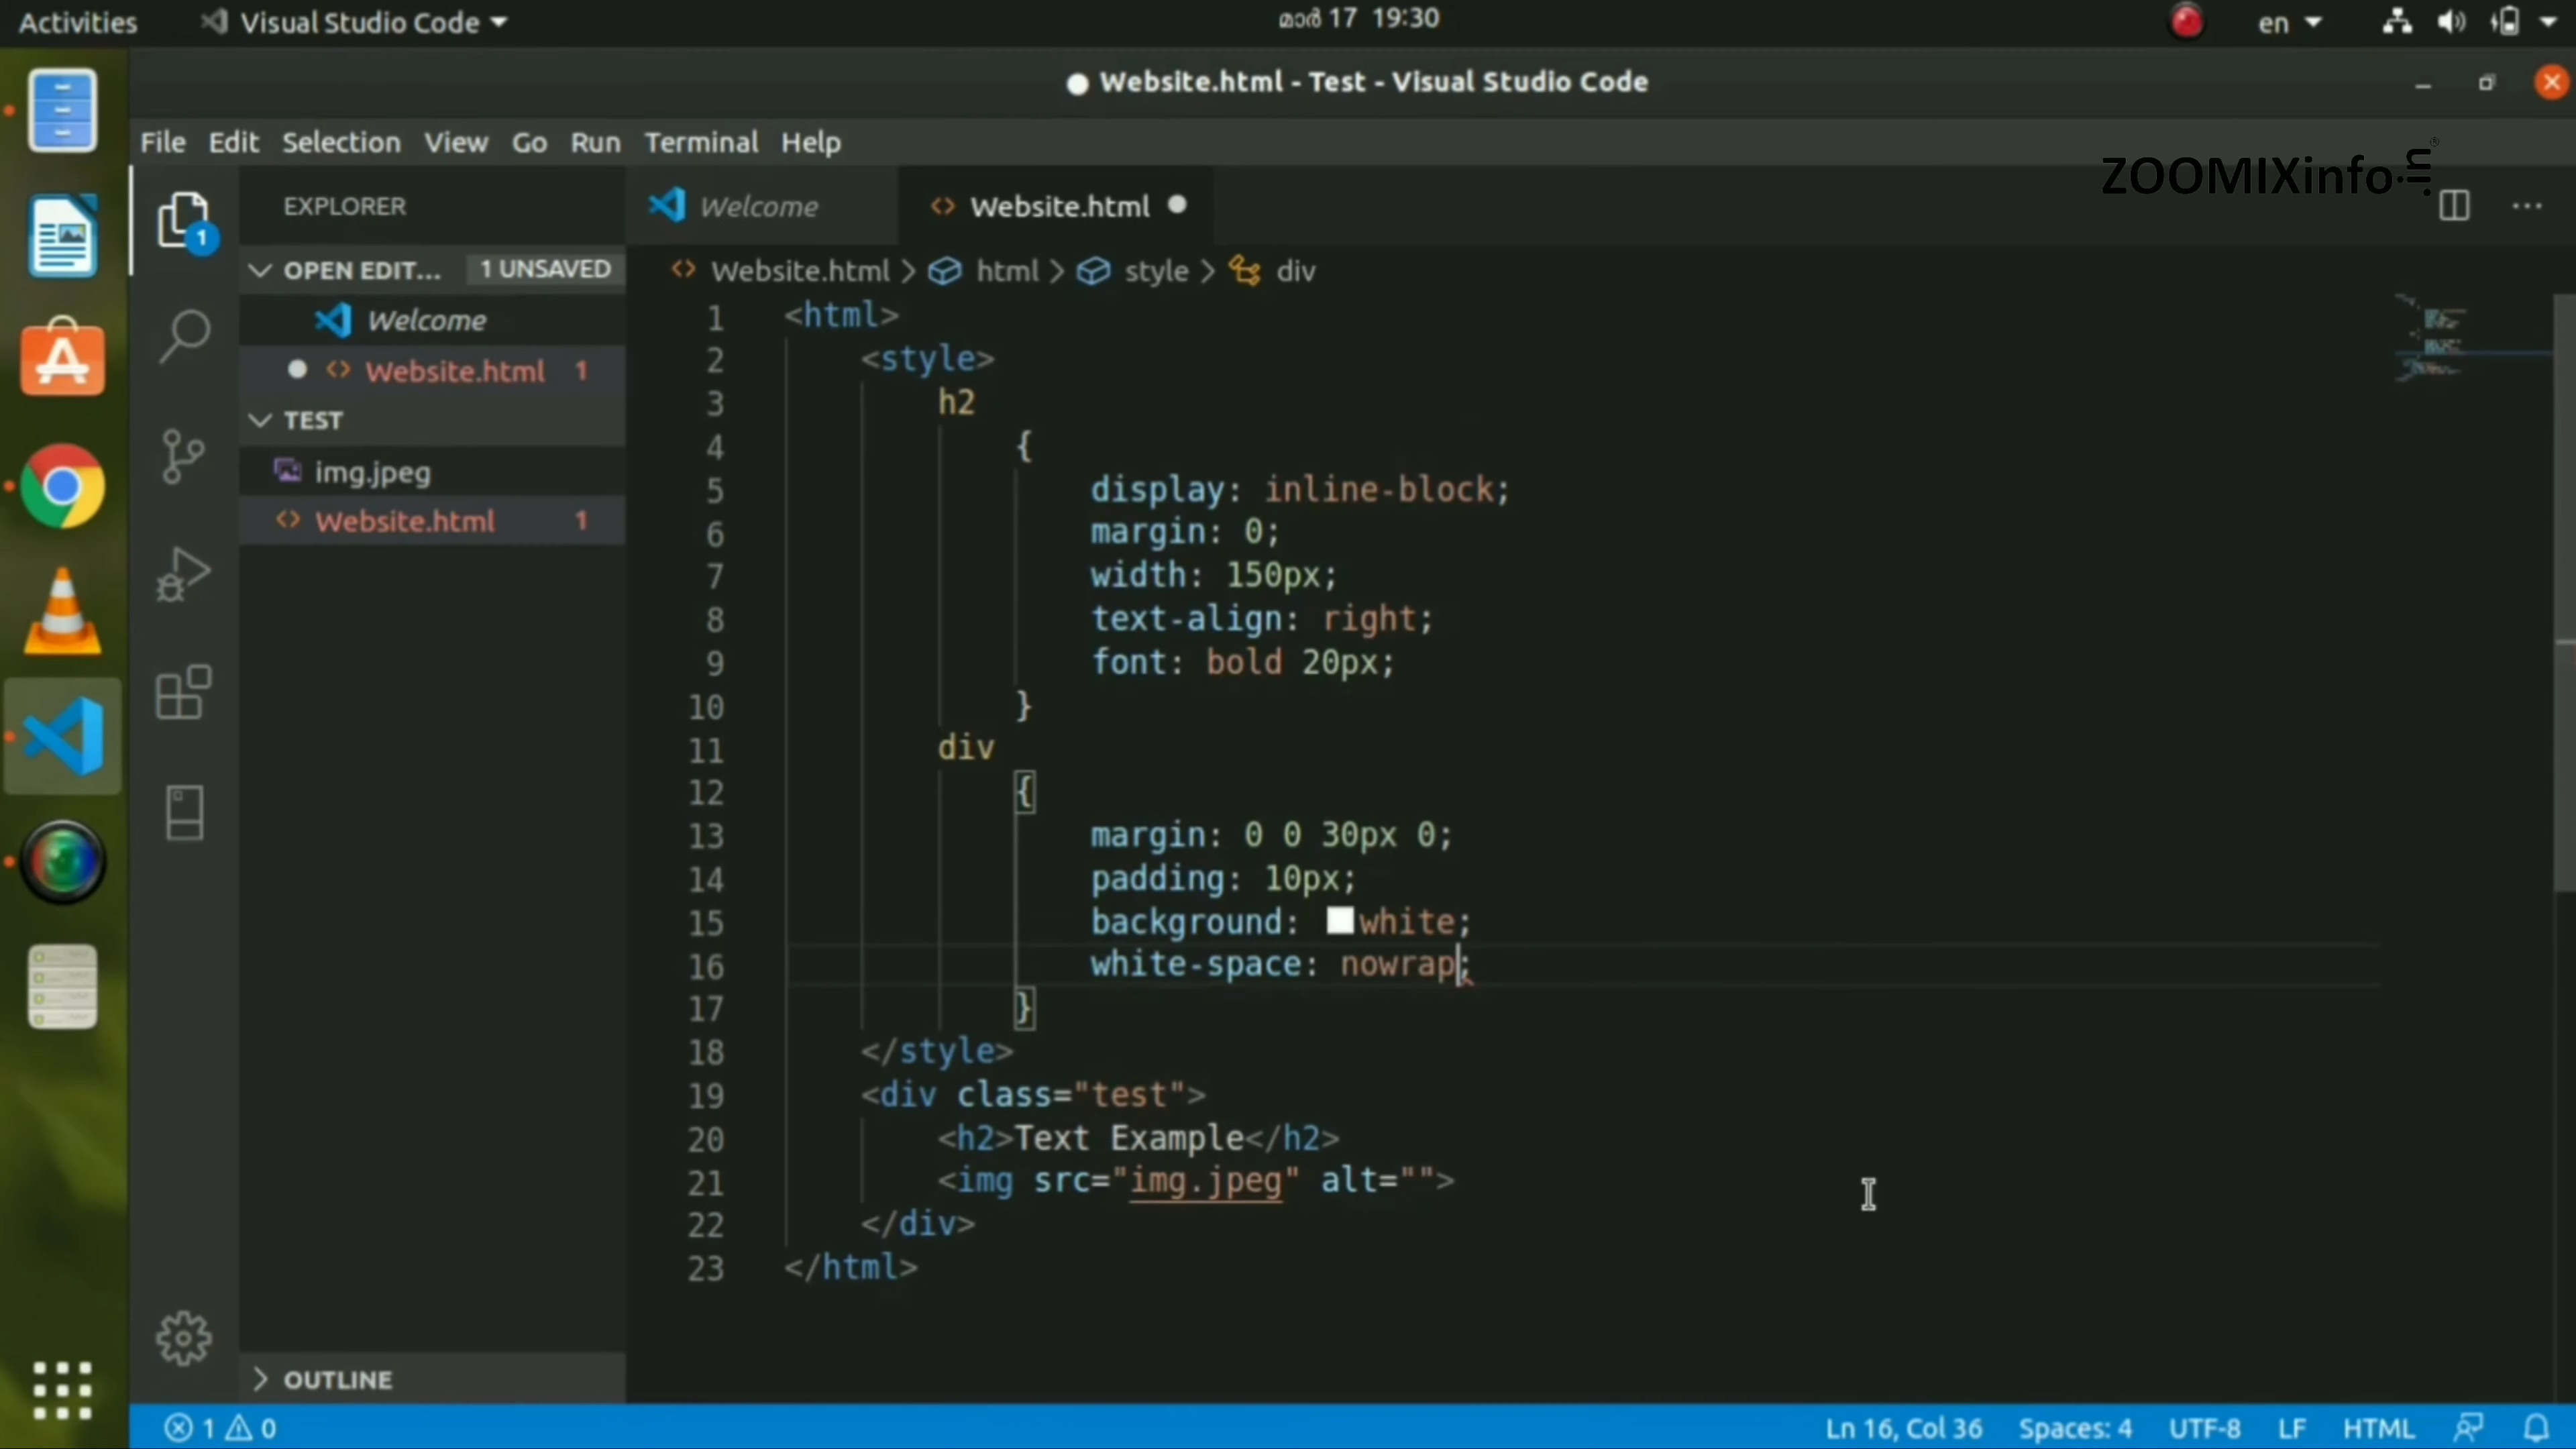 Activities Visual Studio Code മാർ 17 19:30 en
Website.html - Test - Visual Studio Code
File Edit Selection View Go Run Terminal Help
ZOOMIXinfo.in®
EXPLORER
Welcome Website.html
1
OPEN EDIT... 1 UNSAVED
Website.html html style div
Welcome
Website.html 1
TEST
img.jpeg
Website.html 1
1 <html>
2 <style>
3 h2
4 {
5 display: inline-block;
6 margin: 0;
7 width: 150px;
8 text-align: right;
9 font: bold 20px;
10 }
11 div
12 {
13 margin: 0 0 30px 0;
14 padding: 10px;
15 background: white;
16 white-space: nowrap;
17 }
18 </style>
19 <div class="test">
20 <h2>Text Example</h2>
21 <img src="img.jpeg" alt="">
22 </div>
23 </html>
OUTLINE
1 0 Ln 16, Col 36 Spaces: 4 UTF-8 LF HTML